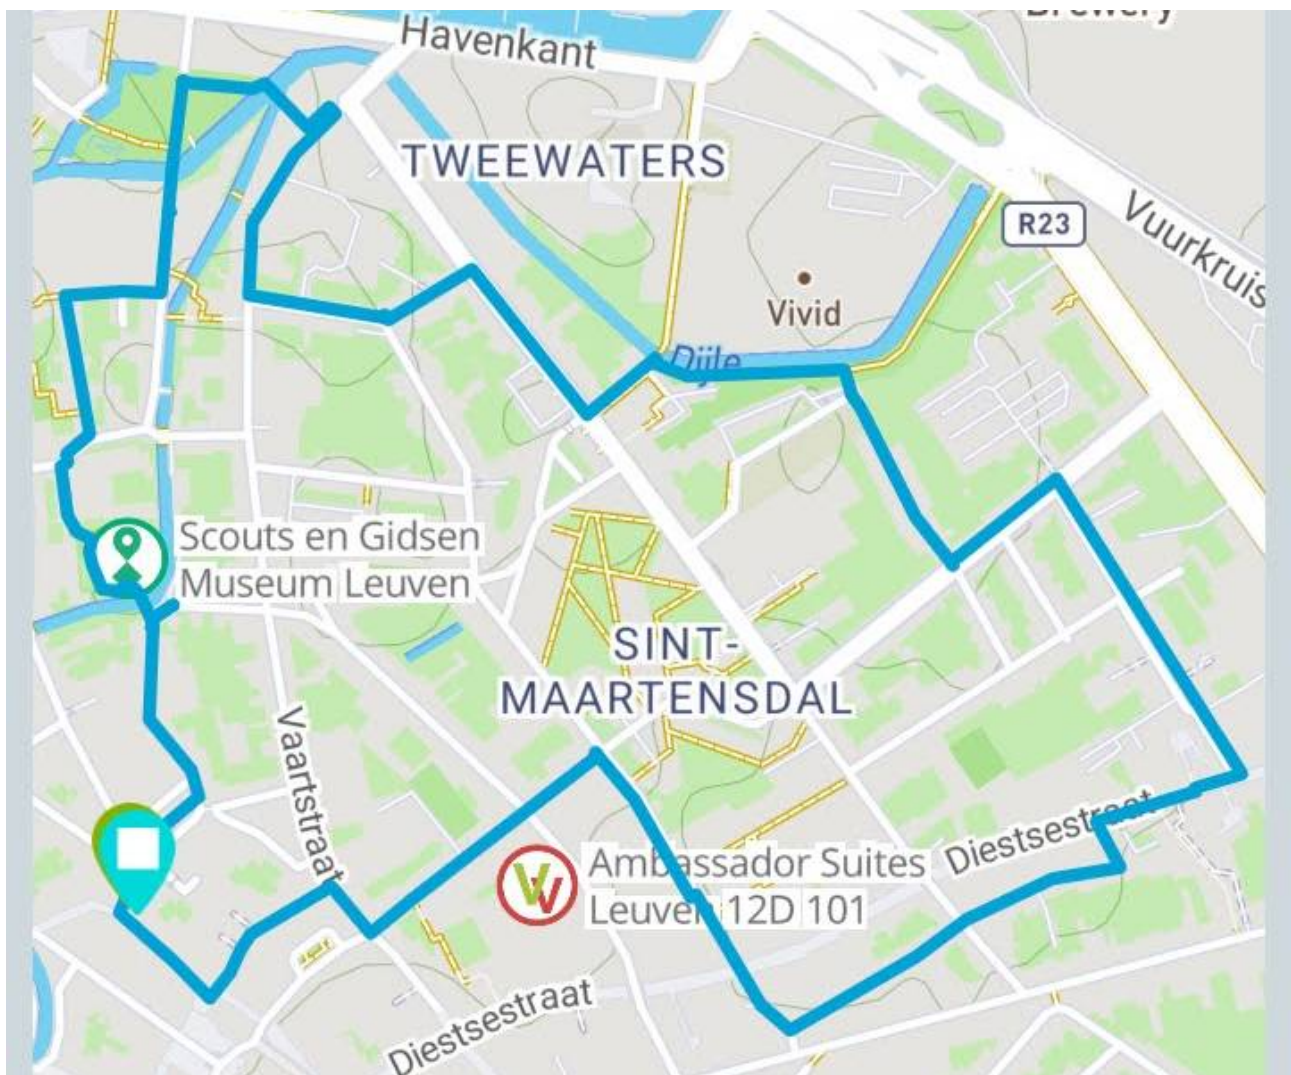 Brewery
Havenkant
TWEEWATERS
R23
Vuurkruis
Vivid
Dijle
Scouts en Gidsen
Museum Leuven
SINT-
MAARTENSDAL
Vaartstraat
Diestsestraat
Ambassador Suites
Leuven 12D 101
Diestsestraat